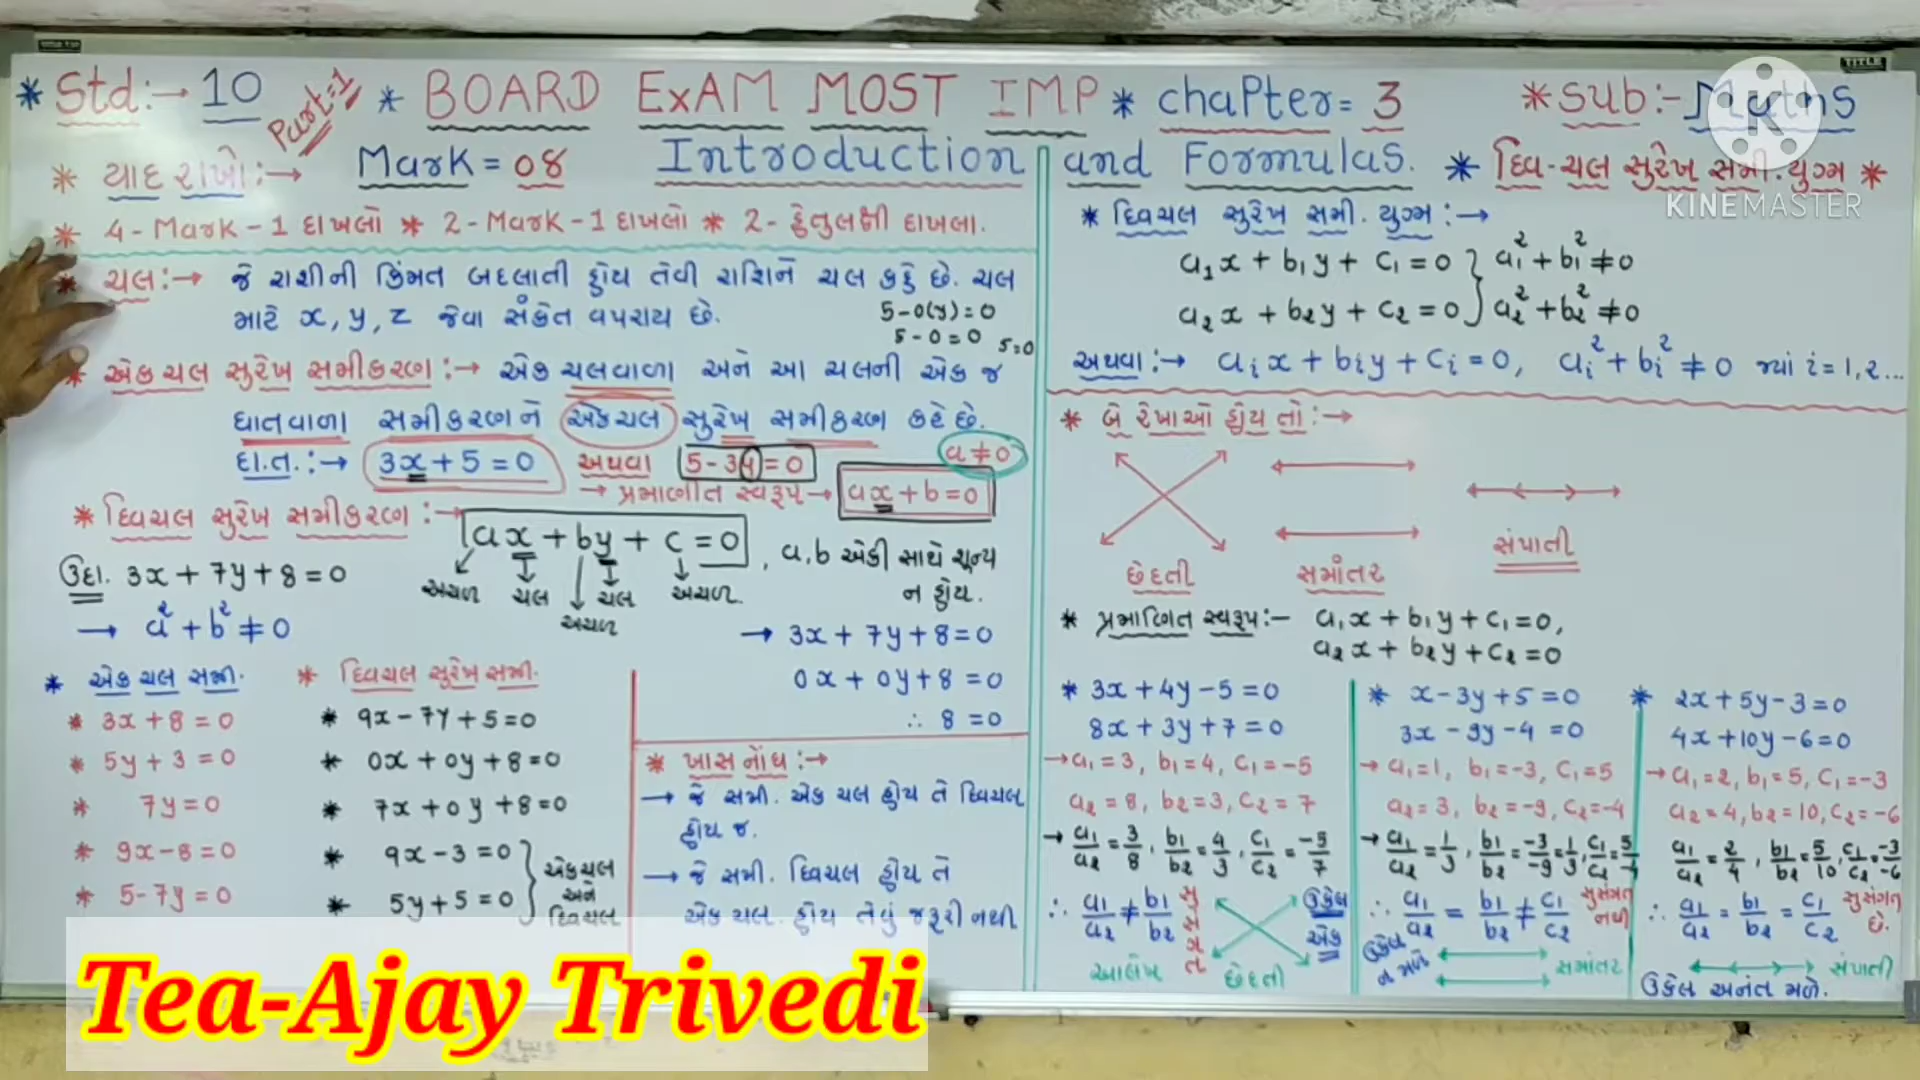 * Std:→ 10 Part=1 * BOARD ExAM MOST IMP * chaPter= 3 * Sub:- Maths
* યાદ રાખો:→ Mark = 08 Introduction and Formulas. * દ્વિ-ચલ સુરેખ સમી. યુગ્મ *
KINEMASTER
* 4-Mark-1 દાખલો * 2-Mark-1 દાખલો * 2- હેતુલક્ષી દાખલા.
* ચલ:→ જે રાશીની કિંમત બદલાતી હોય તેવી રાશિને ચલ કહે છે. ચલ
માટે x, y, z જેવા સંકેત વપરાય છે.
5-0(y)=0
5-0=0 5=0
* એક ચલ સુરેખ સમીકરણ:→ એક ચલવાળા અને આ ચલની એક જ
ઘાતવાળા સમીકરણને એકચલ સુરેખ સમીકરણ કહે છે.
દા.ત.:→ 3x+5=0 અથવા 5-3y=0 a≠0
→ પ્રમાણીત સ્વરૂપ→ ax+b=0
* દ્વિચલ સુરેખ સમીકરણ:→ ax+by+c=0, a,b એકી સાથે શૂન્ય
ન હોય.
અચળ ચલ અચળ ચલ અચળ.
ઉદા. 3x+7y+8=0
→ a²+b²≠0
→ 3x+7y+8=0
0x+0y+8=0
∴ 8=0
* એક ચલ સમી.
* 3x+8=0
* 5y+3=0
* 7y=0
* 9x-8=0
* 5-7y=0
* દ્વિચલ સુરેખ સમી.
* 9x-7y+5=0
* 0x+0y+8=0
* 7x+0y+8=0
* 9x-3=0
* 5y+5=0
એકચલ
અને
દ્વિચલ
* ખાસ નોંધ:→
→ જે સમી. એક ચલ હોય તે દ્વિચલ
હોય જ.
→ જે સમી. દ્વિચલ હોય તે
એક ચલ. હોય તેવું જરૂરી નથી
* દ્વિચલ સુરેખ સમી. યુગ્મ:→
a₁x+b₁y+c₁=0 } a₁²+b₁²≠0
a₂x+b₂y+c₂=0 } a₂²+b₂²≠0
અથવા:→ aᵢx+bᵢy+cᵢ=0, aᵢ²+bᵢ²≠0 જ્યાં i=1,2...
* બે રેખાઓ હોય તો:→
છેદતી સમાંતર સંપાતી
* પ્રમાણિત સ્વરૂપ:- a₁x+b₁y+c₁=0,
a₂x+b₂y+c₂=0
* 3x+4y-5=0
8x+3y+7=0
→a₁=3, b₁=4, c₁=-5
a₂=8, b₂=3, c₂=7
→ a₁/a₂=3/8, b₁/b₂=4/3, c₁/c₂=-5/7
∴ a₁/a₂≠b₁/b₂ સુસંગત ઉકેલ એક
આલેખ છેદતી
* x-3y+5=0
3x-9y-4=0
→a₁=1, b₁=-3, c₁=5
a₂=3, b₂=-9, c₂=-4
→ a₁/a₂=1/3, b₁/b₂=-3/-9=1/3, c₁/c₂=5/-4
∴ a₁/a₂=b₁/b₂≠c₁/c₂ સુસંગત નથી
ઉકેલ ન મળે સમાંતર
* 2x+5y-3=0
4x+10y-6=0
→a₁=2, b₁=5, c₁=-3
a₂=4, b₂=10, c₂=-6
a₁/a₂=2/4, b₁/b₂=5/10, c₁/c₂=-3/-6
∴ a₁/a₂=b₁/b₂=c₁/c₂ સુસંગત છે.
સંપાતી
ઉકેલ અનંત મળે.
Tea-Ajay Trivedi